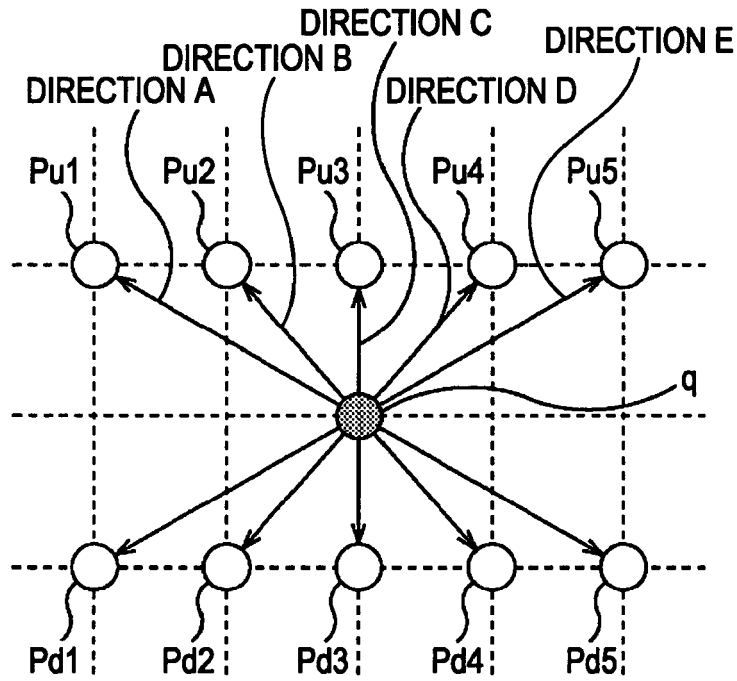 DIRECTION C
DIRECTION B
DIRECTION E
DIRECTION A
DIRECTION D
Pu1 Pu2 Pu3 Pu4 Pu5
q
Pd1 Pd2 Pd3 Pd4 Pd5